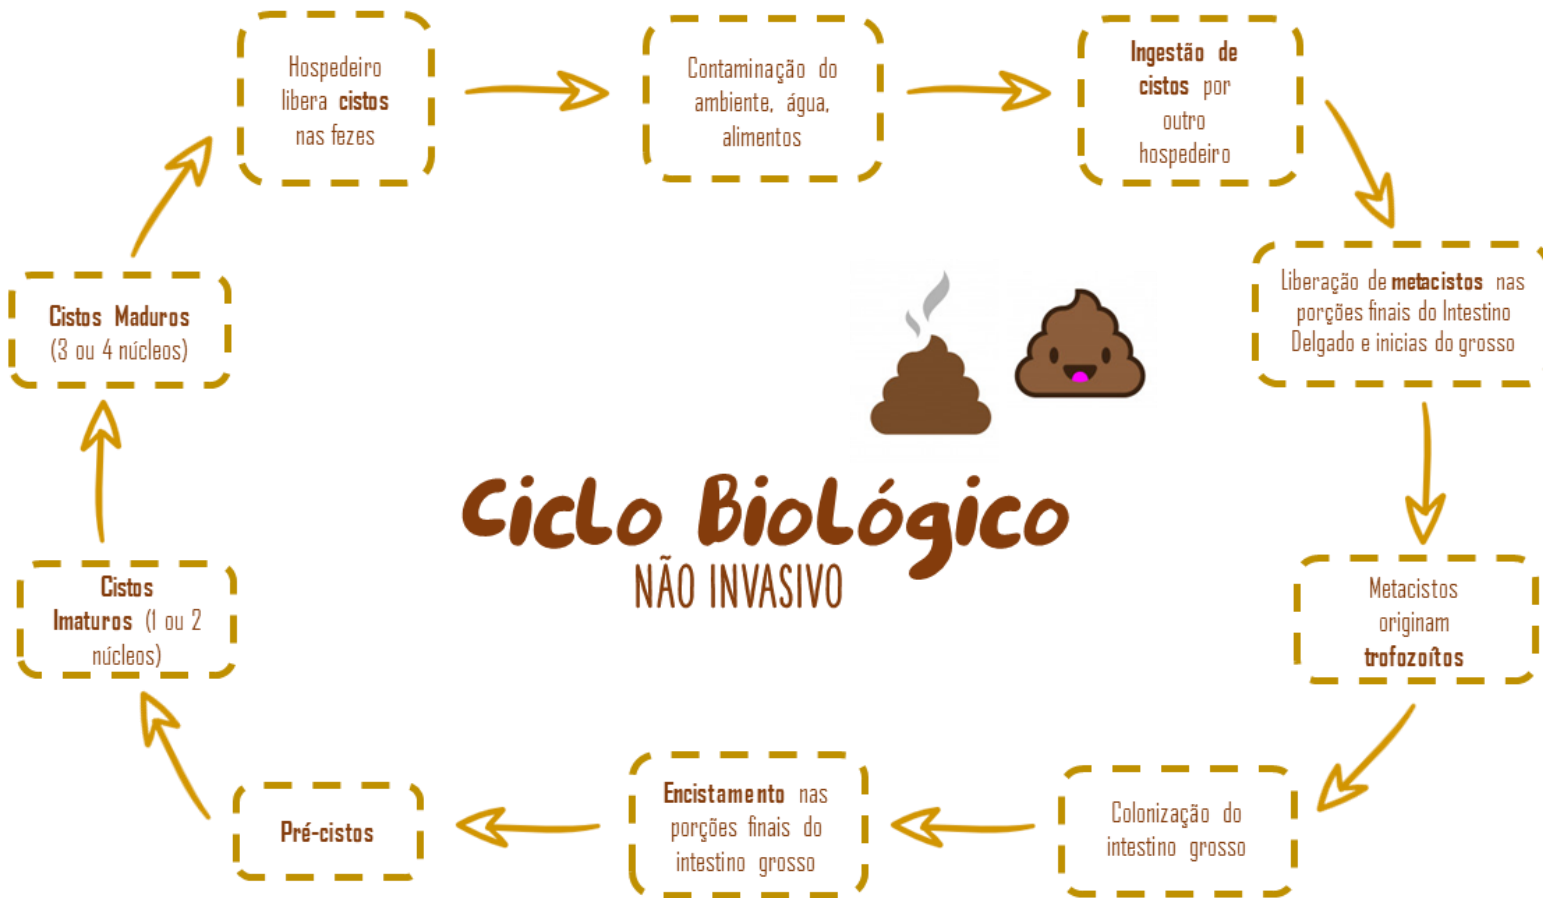 Hospedeiro
libera cistos
nas fezes
Contaminação do
ambiente, água,
alimentos
Ingestão de
cistos por
outro
hospedeiro
Liberação de metacistos nas
porções finais do Intestino
Delgado e inicias do grosso
Metacistos
originam
trofozoítos
Colonização do
intestino grosso
Encistamento nas
porções finais do
intestino grosso
Pré-cistos
Cistos
Imaturos (1 ou 2
núcleos)
Cistos Maduros
(3 ou 4 núcleos)
Ciclo Biológico
NÃO INVASIVO